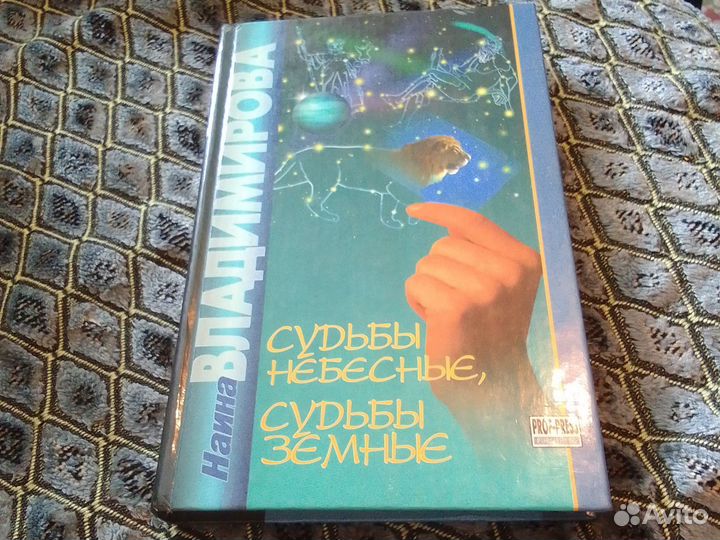 Наина
ВЛАДИМИРОВА
СУДЬБЫ
НЕБЕСНЫЕ,
СУДЬБЫ
ЗЕМНЫЕ
PROF-PRESS
Avito